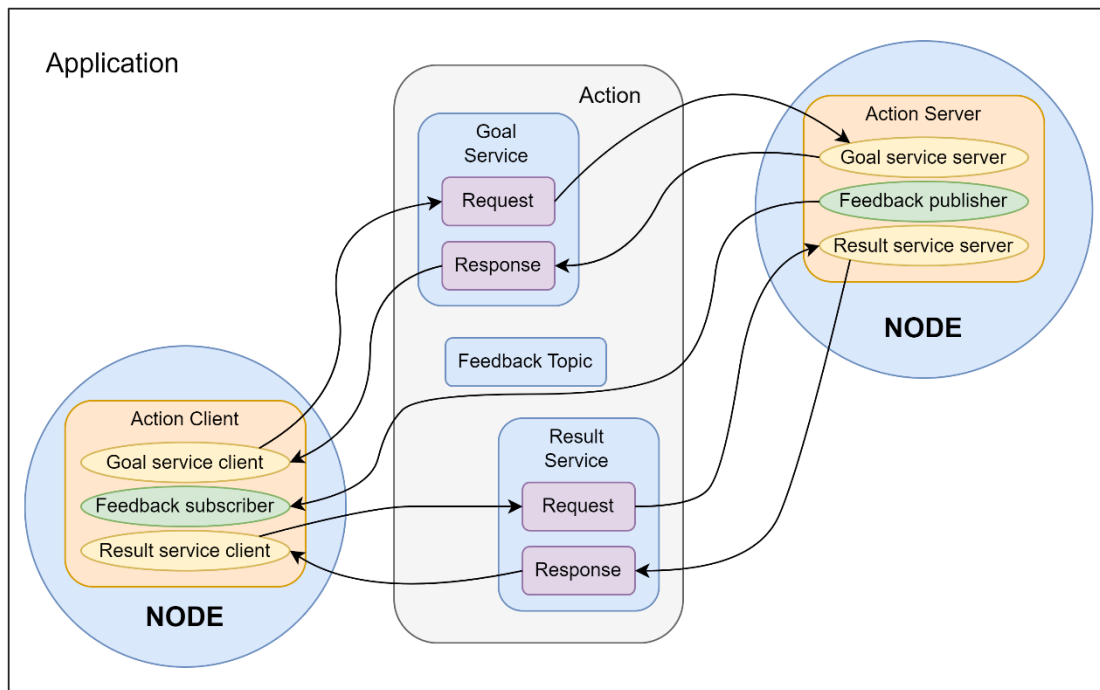 Application
Action
Goal
Service
Request
Response
Feedback Topic
Result
Service
Request
Response
Action Server
Goal service server
Feedback publisher
Result service server
NODE
Action Client
Goal service client
Feedback subscriber
Result service client
NODE